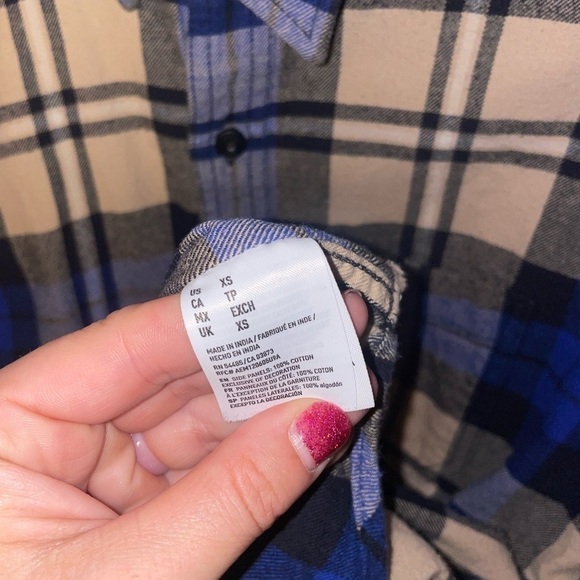 US XS
CA TP
MX EXCH
UK XS
MADE IN INDIA / FABRIQUÉ EN INDE /
HECHO EN INDIA
RN 54485 / CA 03873
EN SIDE PANELS: 100% COTTON
EXCLUSIVE OF DECORATION
FR PANNEAUX DU CÔTÉ: 100% COTON
À L'EXCEPTION DE LA GARNITURE
SP PANELES LATERALES: 100% algodón
EXCEPTO LA DECORACIÓN